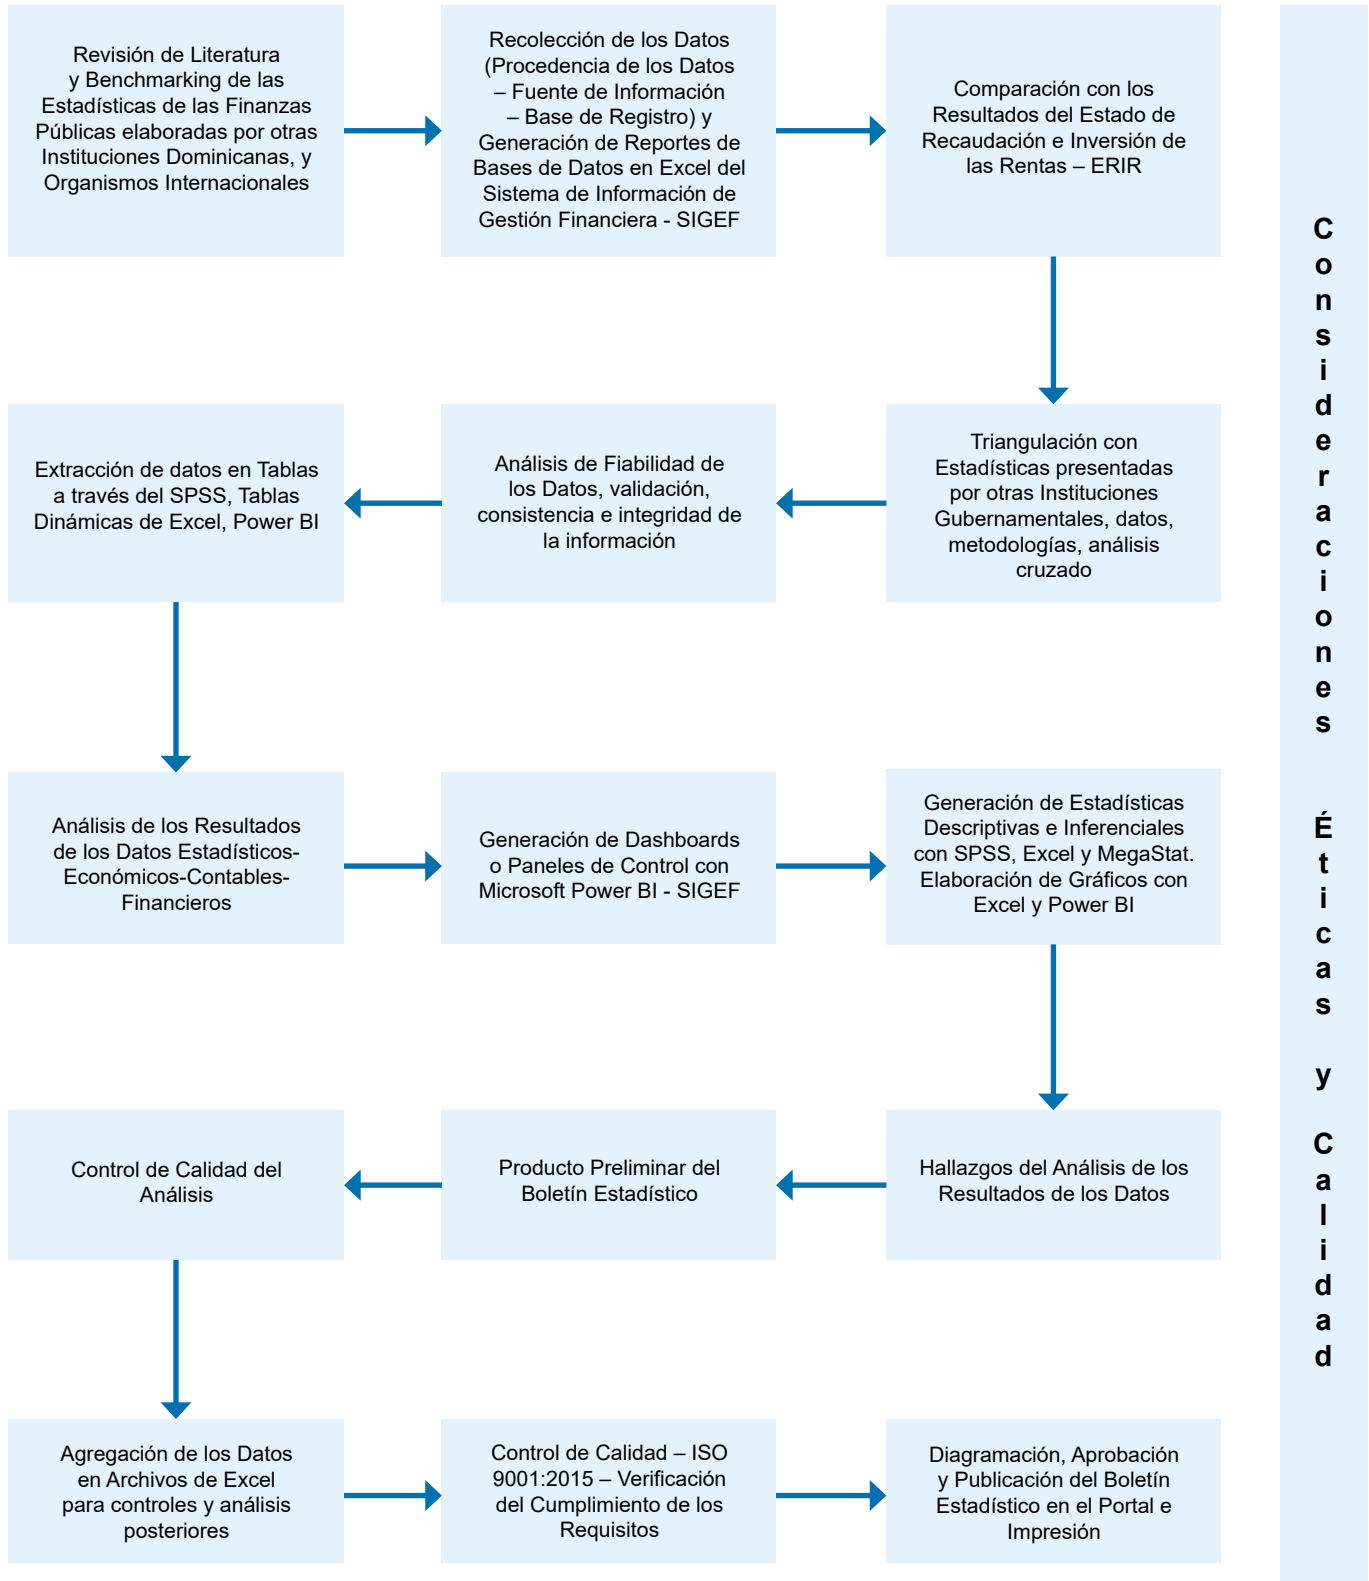 Revisión de Literatura
y Benchmarking de las
Estadísticas de las Finanzas
Públicas elaboradas por otras
Instituciones Dominicanas, y
Organismos Internacionales
Recolección de los Datos
(Procedencia de los Datos
– Fuente de Información
– Base de Registro) y
Generación de Reportes de
Bases de Datos en Excel del
Sistema de Información de
Gestión Financiera - SIGEF
Comparación con los
Resultados del Estado de
Recaudación e Inversión de
las Rentas – ERIR
Triangulación con
Estadísticas presentadas
por otras Instituciones
Gubernamentales, datos,
metodologías, análisis
cruzado
Análisis de Fiabilidad de
los Datos, validación,
consistencia e integridad de
la información
Extracción de datos en Tablas
a través del SPSS, Tablas
Dinámicas de Excel, Power BI
Análisis de los Resultados
de los Datos Estadísticos-
Económicos-Contables-
Financieros
Generación de Dashboards
o Paneles de Control con
Microsoft Power BI - SIGEF
Generación de Estadísticas
Descriptivas e Inferenciales
con SPSS, Excel y MegaStat.
Elaboración de Gráficos con
Excel y Power BI
Hallazgos del Análisis de los
Resultados de los Datos
Producto Preliminar del
Boletín Estadístico
Control de Calidad del
Análisis
Agregación de los Datos
en Archivos de Excel
para controles y análisis
posteriores
Control de Calidad – ISO
9001:2015 – Verificación
del Cumplimiento de los
Requisitos
Diagramación, Aprobación
y Publicación del Boletín
Estadístico en el Portal e
Impresión
Consideraciones Éticas y Calidad